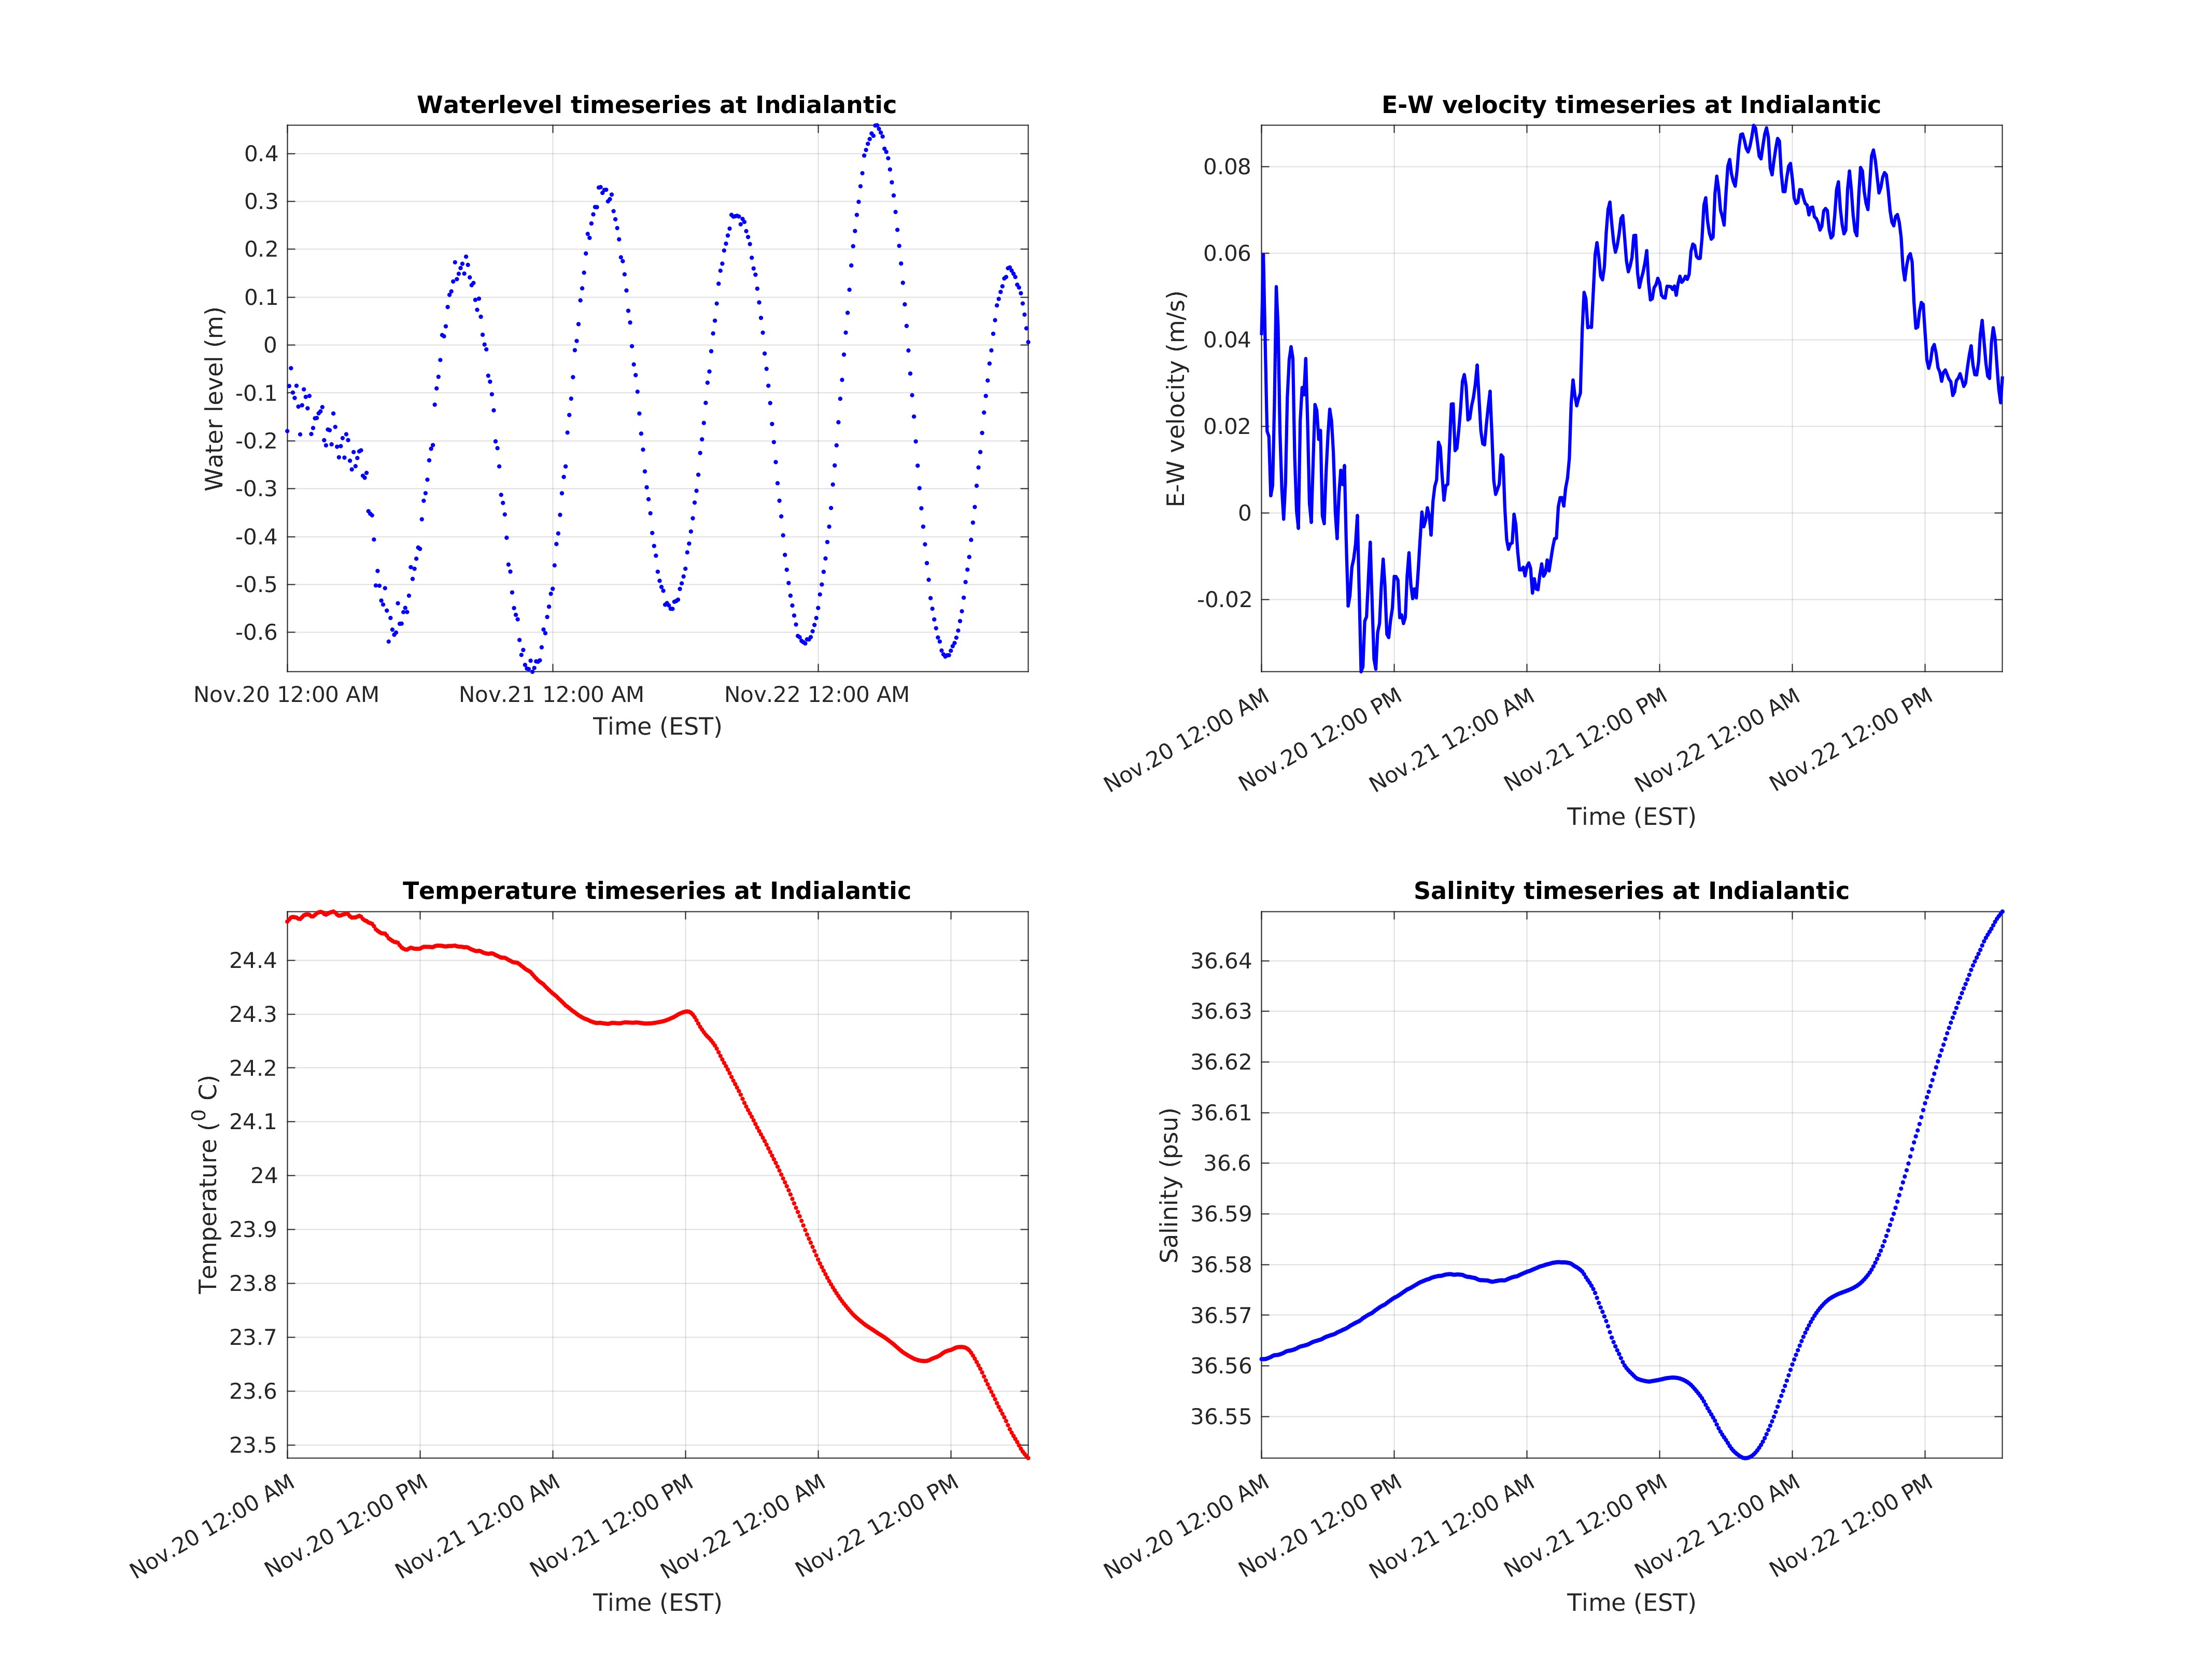 Waterlevel timeseries at Indialantic
0.4
0.3
0.2
0.1
0
-0.1
-0.2
-0.3
-0.4
-0.5
-0.6
Water level (m)
Nov.20 12:00 AM
Nov.21 12:00 AM
Nov.22 12:00 AM
Time (EST)
E-W velocity timeseries at Indialantic
0.08
0.06
0.04
0.02
0
-0.02
E-W velocity (m/s)
Nov.20 12:00 AM
Nov.20 12:00 PM
Nov.21 12:00 AM
Nov.21 12:00 PM
Nov.22 12:00 AM
Nov.22 12:00 PM
Time (EST)
Temperature timeseries at Indialantic
24.4
24.3
24.2
24.1
24
23.9
23.8
23.7
23.6
23.5
Temperature (⁰ C)
Nov.20 12:00 AM
Nov.20 12:00 PM
Nov.21 12:00 AM
Nov.21 12:00 PM
Nov.22 12:00 AM
Nov.22 12:00 PM
Time (EST)
Salinity timeseries at Indialantic
36.64
36.63
36.62
36.61
36.6
36.59
36.58
36.57
36.56
36.55
Salinity (psu)
Nov.20 12:00 AM
Nov.20 12:00 PM
Nov.21 12:00 AM
Nov.21 12:00 PM
Nov.22 12:00 AM
Nov.22 12:00 PM
Time (EST)